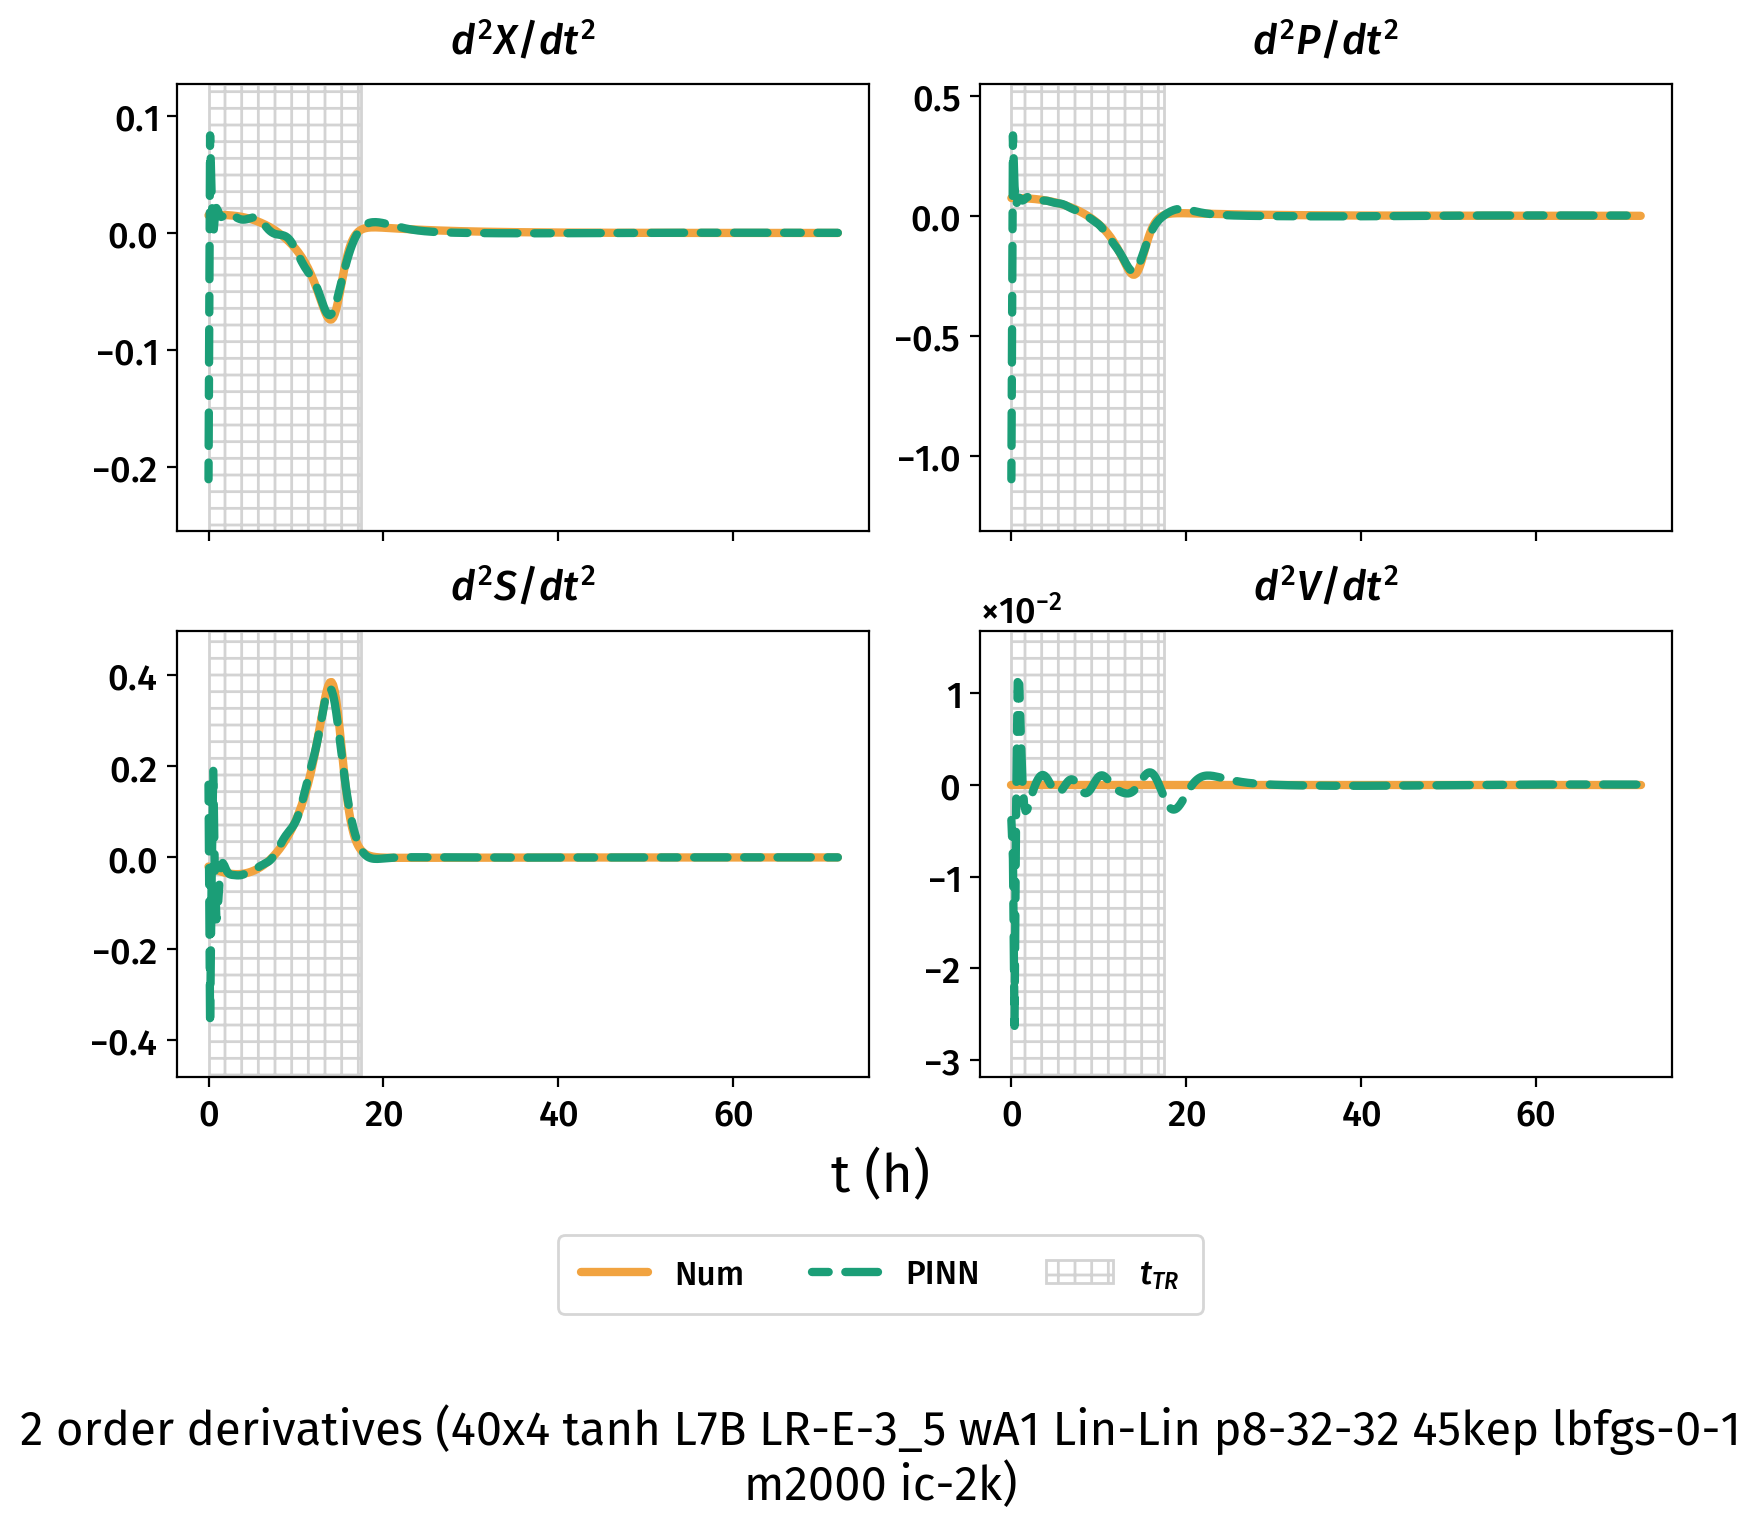 d²X/dt²
d²P/dt²
0.1
0.0
−0.1
−0.2
0.5
0.0
−0.5
−1.0
d²S/dt²
d²V/dt²
×10⁻²
0.4
0.2
0.0
−0.2
−0.4
1
0
−1
−2
−3
0 20 40 60
0 20 40 60
t (h)
Num PINN t_TR
2 order derivatives (40x4 tanh L7B LR-E-3_5 wA1 Lin-Lin p8-32-32 45kep lbfgs-0-1
m2000 ic-2k)